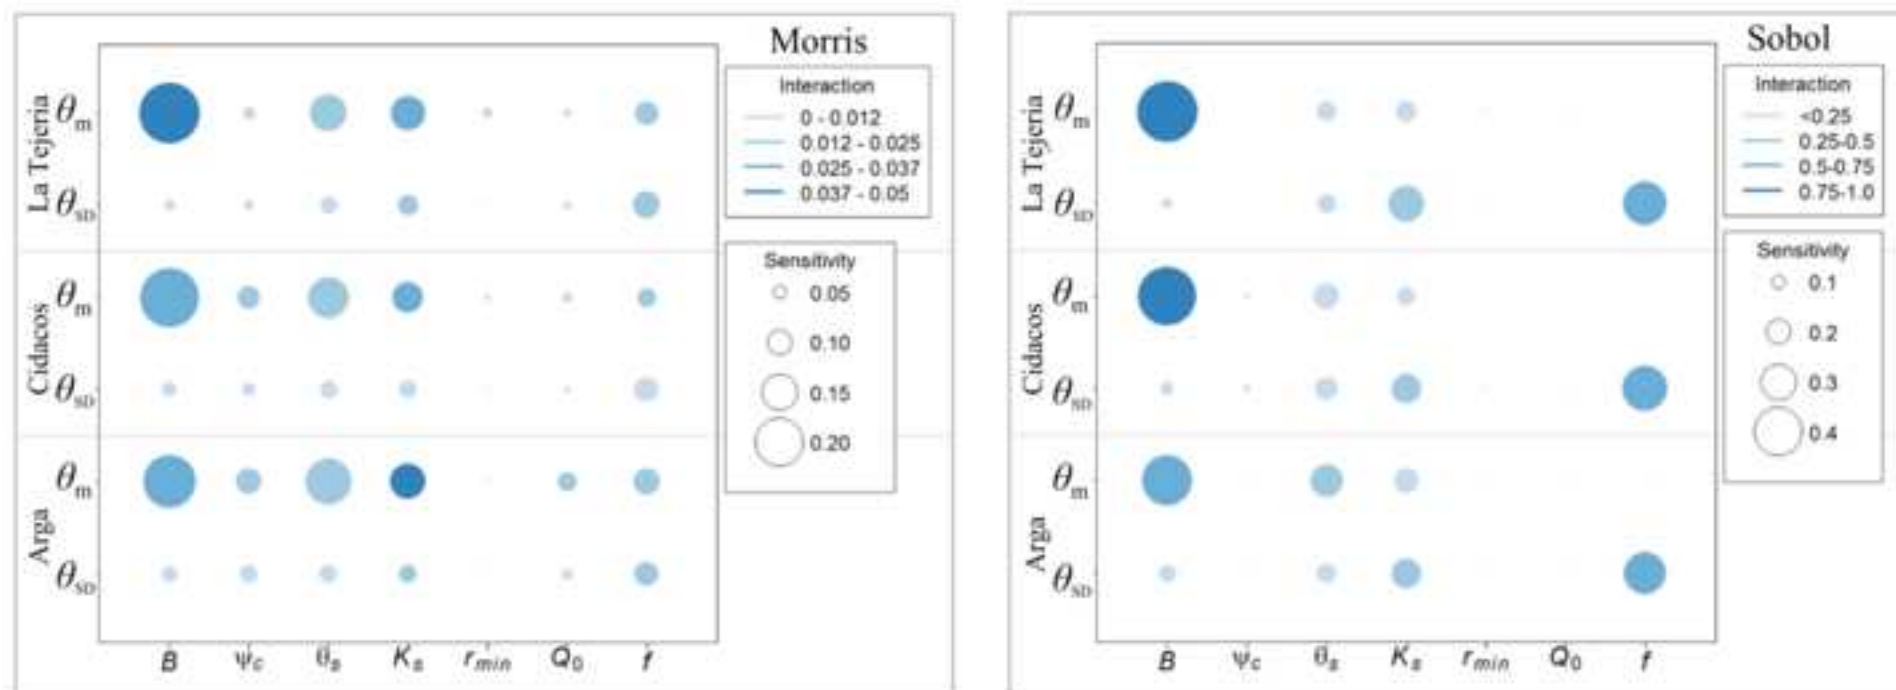 Morris
Interaction
0 - 0.012
0.012 - 0.025
0.025 - 0.037
0.037 - 0.05
Sensitivity
0.05
0.10
0.15
0.20
La Tejeria
θm
θSD
Cidacos
θm
θSD
Arga
θm
θSD
B ψc θs Ks rmin Q0 f
Sobol
Interaction
<0.25
0.25-0.5
0.5-0.75
0.75-1.0
Sensitivity
0.1
0.2
0.3
0.4
La Tejeria
θm
θSD
Cidacos
θm
θSD
Arga
θm
θSD
B ψc θs Ks rmin Q0 f